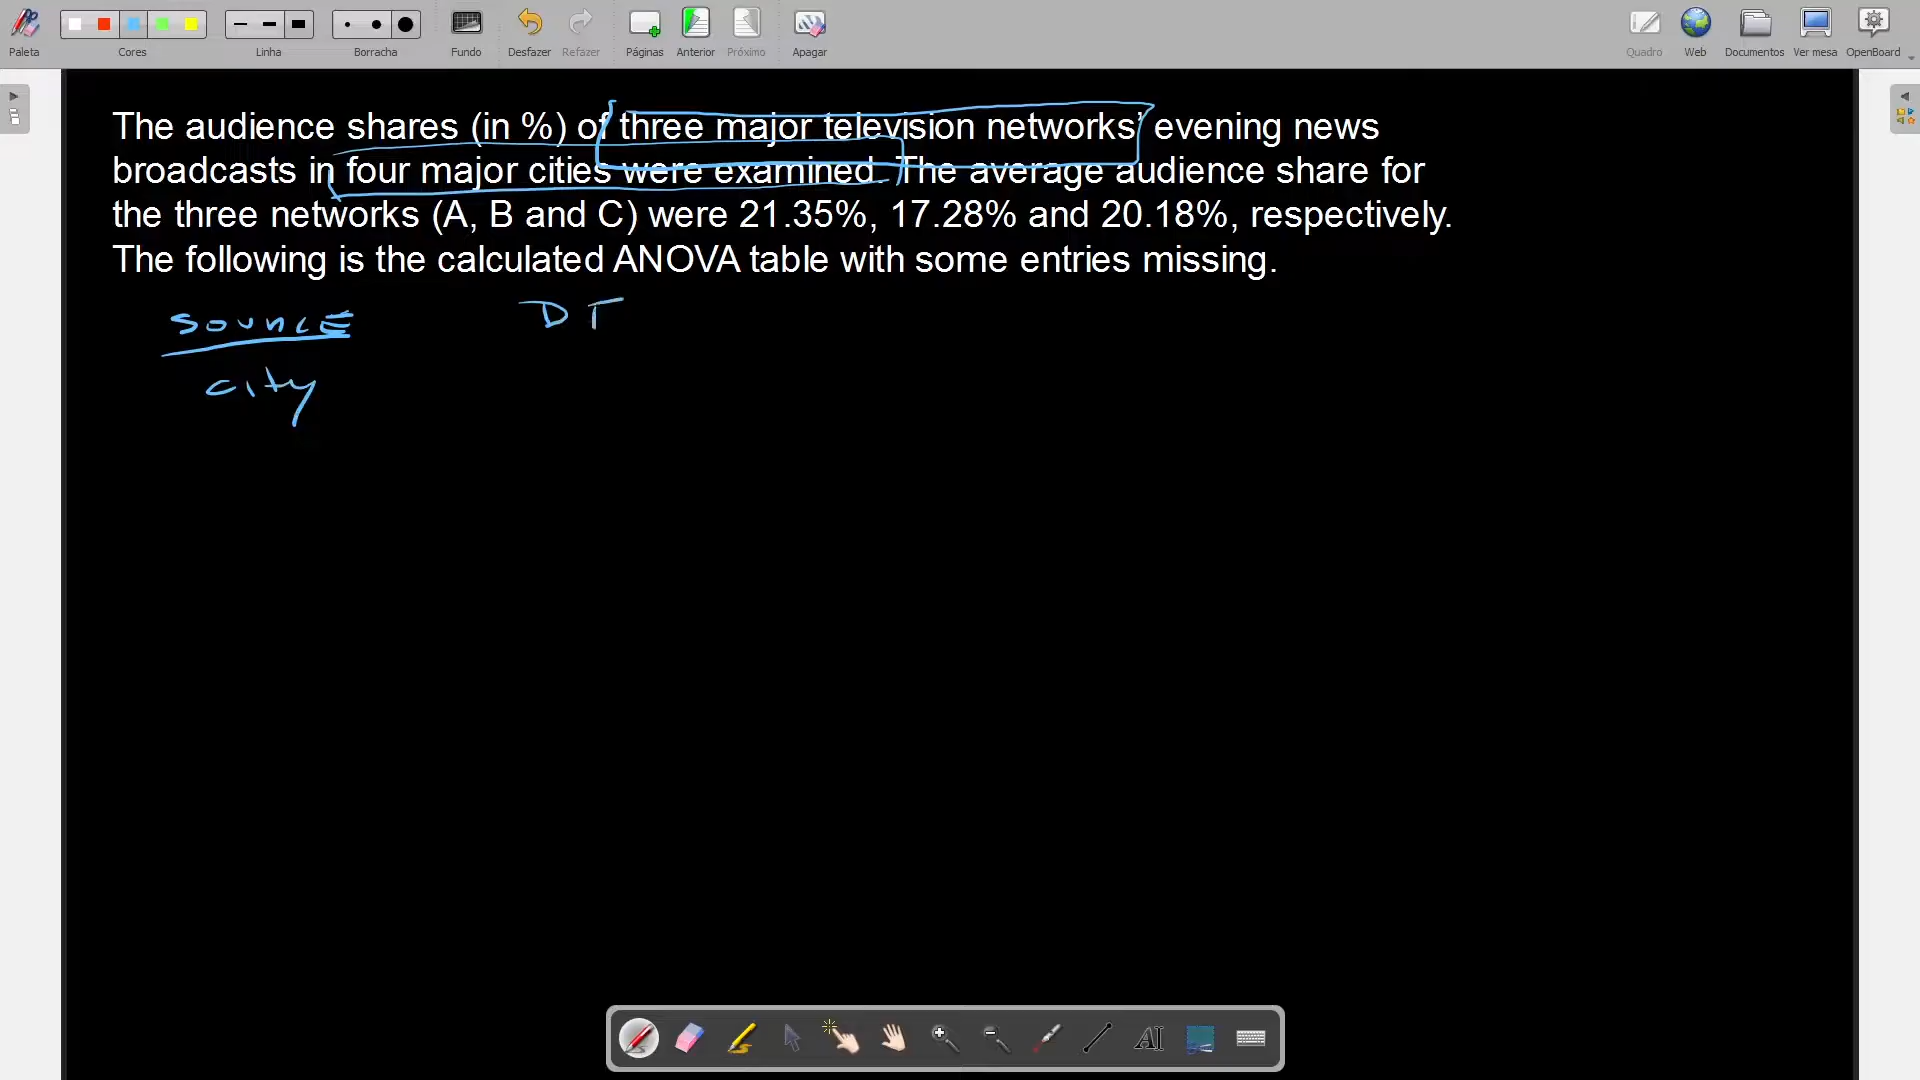 Paleta Cores Linha Borracha Fundo Desfazer Refazer Páginas Anterior Próximo Apagar Quadro Web Documentos Ver mesa OpenBoard
The audience shares (in %) of three major television networks’ evening news
broadcasts in four major cities were examined. The average audience share for
the three networks (A, B and C) were 21.35%, 17.28% and 20.18%, respectively.
The following is the calculated ANOVA table with some entries missing.
SOURCE
city
AI